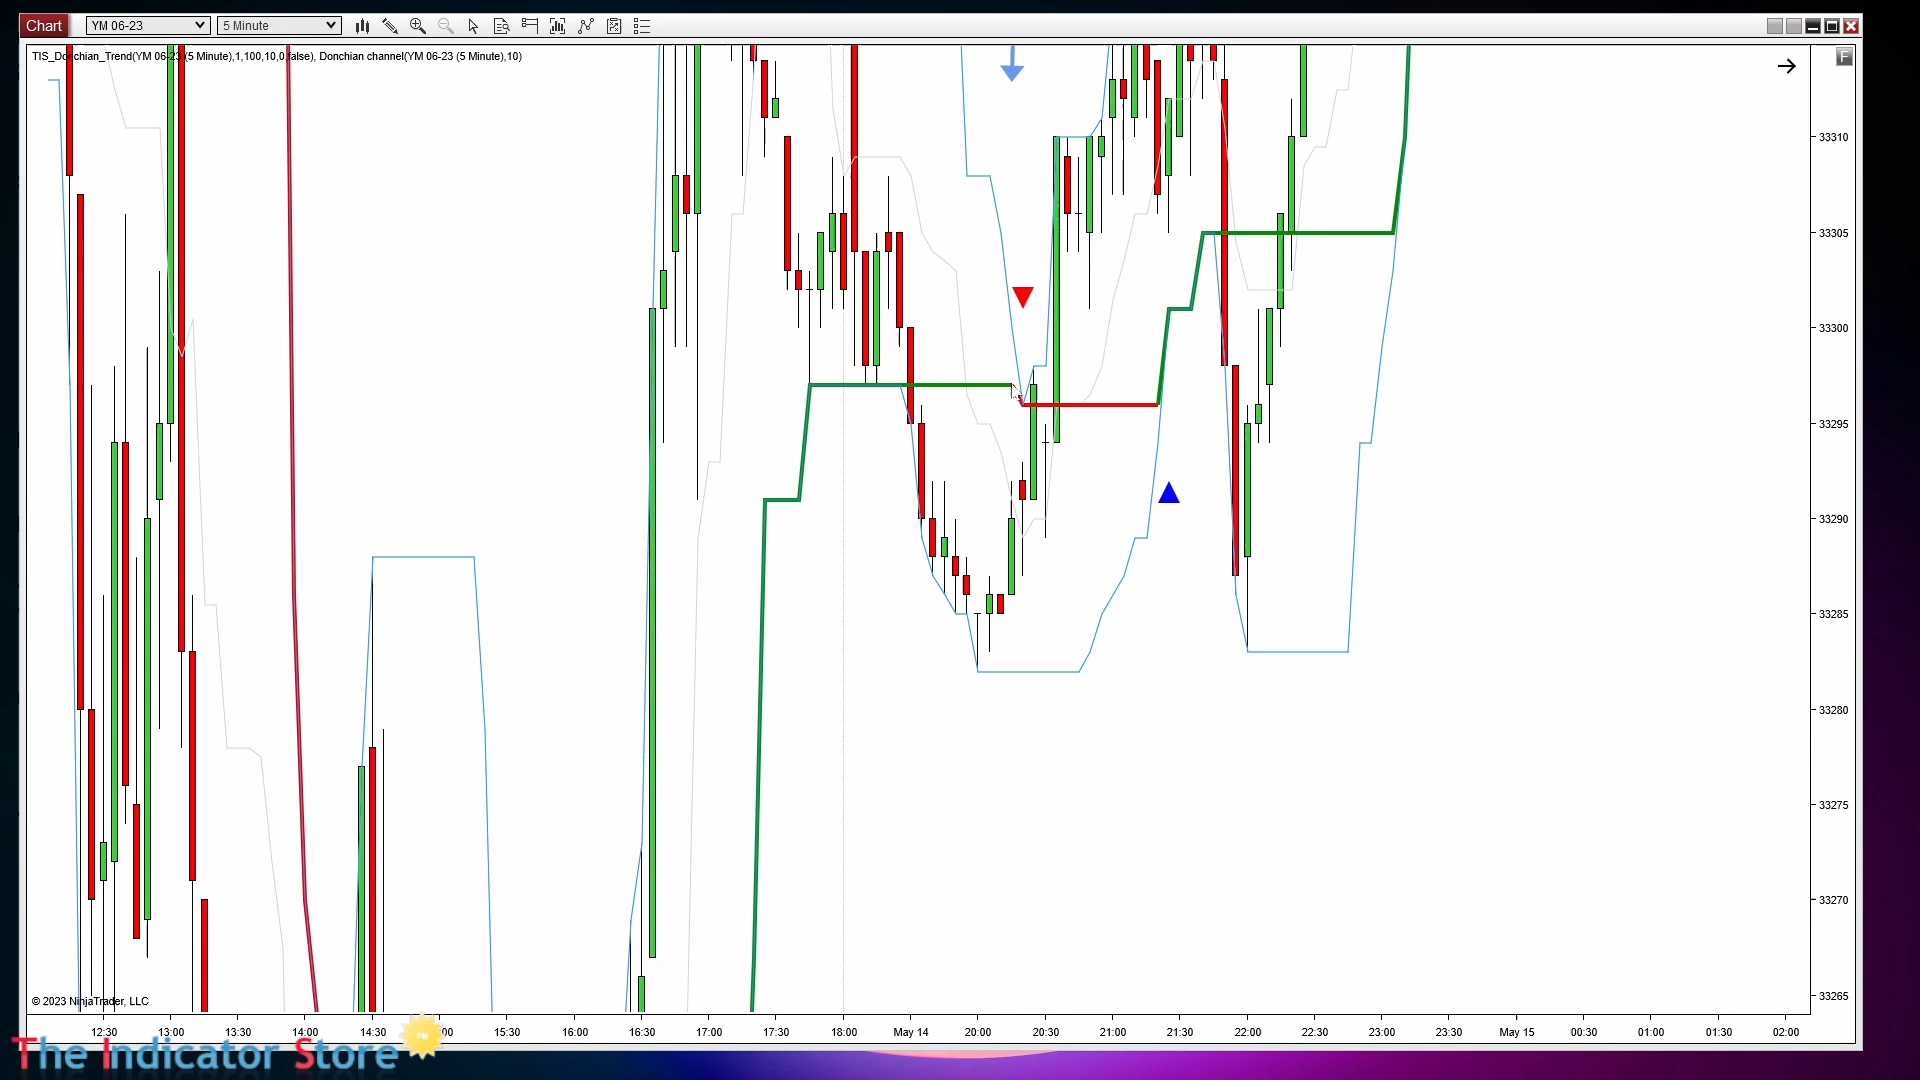 Chart YM 06-23 5 Minute
TIS_Donchian_Trend(YM 06-23 (5 Minute),1,100,10,0,false), Donchian channel(YM 06-23 (5 Minute),10)
F
33310
33305
33300
33295
33290
33285
33280
33275
33270
33265
© 2023 NinjaTrader, LLC
12:30 13:00 13:30 14:00 14:30 15:30 16:00 16:30 17:00 17:30 18:00 May 14 20:00 20:30 21:00 21:30 22:00 22:30 23:00 23:30 May 15 00:30 01:00 01:30 02:00
The Indicator Store